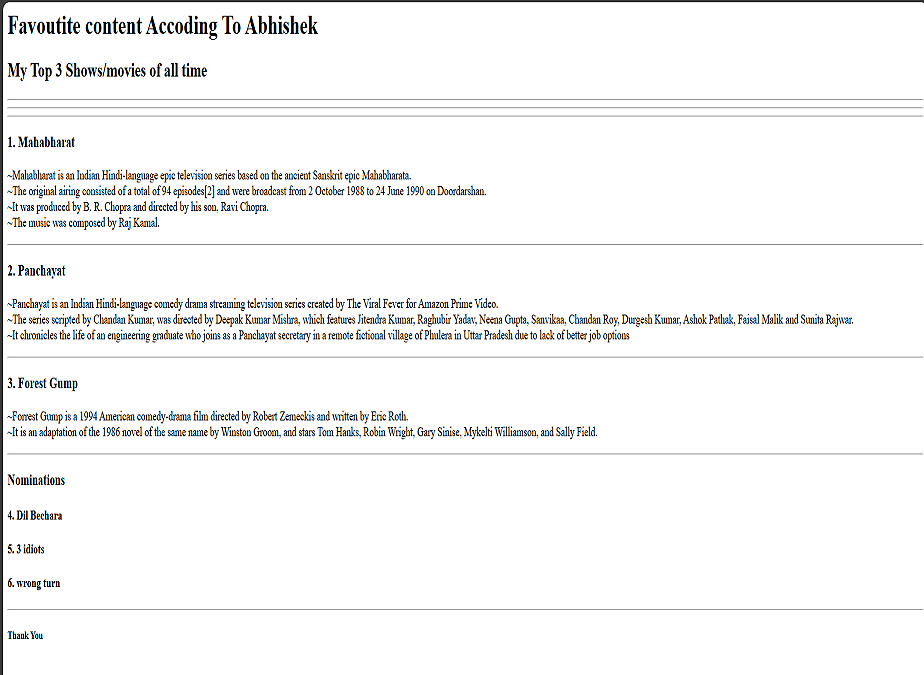 Favoutite content Accoding To Abhishek
My Top 3 Shows/movies of all time
1. Mahabharat
~Mahabharat is an Indian Hindi-language epic television series based on the ancient Sanskrit epic Mahabharata.
~The original airing consisted of a total of 94 episodes[2] and were broadcast from 2 October 1988 to 24 June 1990 on Doordarshan.
~It was produced by B. R. Chopra and directed by his son, Ravi Chopra.
~The music was composed by Raj Kamal.
2. Panchayat
~Panchayat is an Indian Hindi-language comedy drama streaming television series created by The Viral Fever for Amazon Prime Video.
~The series scripted by Chandan Kumar, was directed by Deepak Kumar Mishra, which features Jitendra Kumar, Raghubir Yadav, Neena Gupta, Sanvikaa, Chandan Roy, Durgesh Kumar, Ashok Pathak, Faisal Malik and Sunita Rajwar.
~It chronicles the life of an engineering graduate who joins as a Panchayat secretary in a remote fictional village of Phulera in Uttar Pradesh due to lack of better job options
3. Forest Gump
~Forrest Gump is a 1994 American comedy-drama film directed by Robert Zemeckis and written by Eric Roth.
~It is an adaptation of the 1986 novel of the same name by Winston Groom, and stars Tom Hanks, Robin Wright, Gary Sinise, Mykelti Williamson, and Sally Field.
Nominations
4. Dil Bechara
5. 3 idiots
6. wrong turn
Thank You